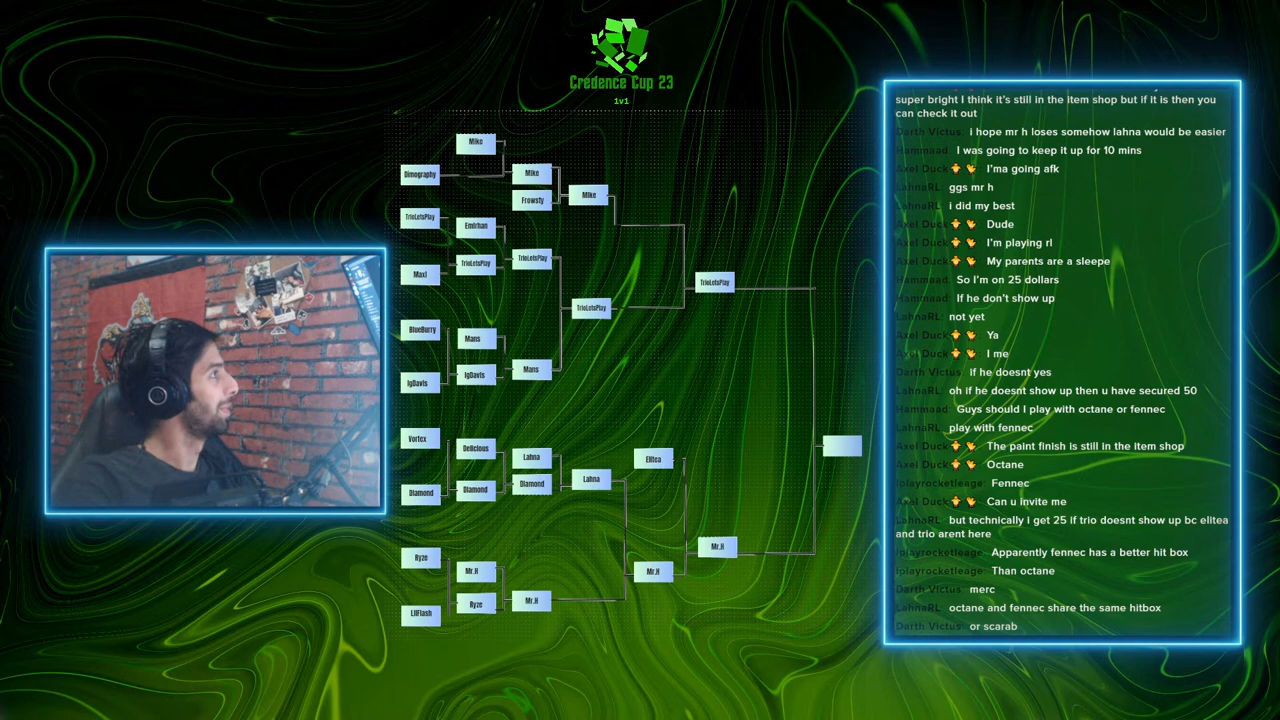 Credence Cup 23
1v1
Mike
Dimography
Mike
Frowsty
Mike
TrioLetsPlay
Emirhan
TrioLetsPlay
TrioLetsPlay
Maxi
TrioLetsPlay
TrioLetsPlay
BlueBurry
Mans
IgDavis
IgDavis
Mans
Vortex
Delicious
Lahna
Elitea
Diamond
Diamond
Diamond
Lahna
Ryze
Mr.H
Mr.H
Mr.H
LilFlash
Ryze
Mr.H
super bright I think it's still in the item shop but if it is then you
can check it out
Darth Victus: i hope mr h loses somehow lahna would be easier
Hammaad: I was going to keep it up for 10 mins
Axel Duck I'ma going afk
LahnaRL: ggs mr h
LahnaRL: i did my best
Axel Duck Dude
Axel Duck I'm playing rl
Axel Duck My parents are a sleepe
Hammaad: So I'm on 25 dollars
Hammaad: If he don't show up
LahnaRL: not yet
Axel Duck Ya
Axel Duck I me
Darth Victus: if he doesnt yes
LahnaRL: oh if he doesnt show up then u have secured 50
Hammaad: Guys should I play with octane or fennec
LahnaRL: play with fennec
Axel Duck The paint finish is still in the item shop
Axel Duck Octane
iplayrocketleage: Fennec
Axel Duck Can u invite me
LahnaRL: but technically i get 25 if trio doesnt show up bc elitea
and trio arent here
iplayrocketleage: Apparently fennec has a better hit box
iplayrocketleage: Than octane
Darth Victus: merc
LahnaRL: octane and fennec share the same hitbox
Darth Victus: or scarab